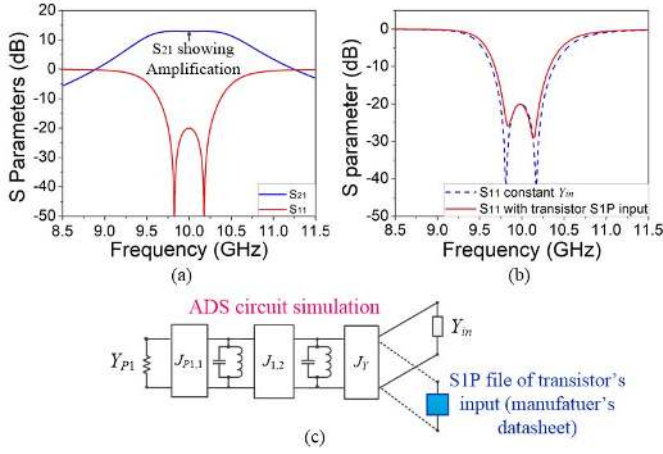 20
10
0
-10
-20
-30
-40
-50
S Parameters (dB)
S21 showing
Amplification
S21
S11
8.5 9.0 9.5 10.0 10.5 11.0 11.5
Frequency (GHz)
(a)
0
-10
-20
-30
-40
-50
S parameter (dB)
S11 constant Yin
S11 with transistor S1P input
8.5 9.0 9.5 10.0 10.5 11.0 11.5
Frequency (GHz)
(b)
ADS circuit simulation
YP1
JP1,1
J1,2
JY
Yin
S1P file of transistor's
input (manufatuer's
datasheet)
(c)